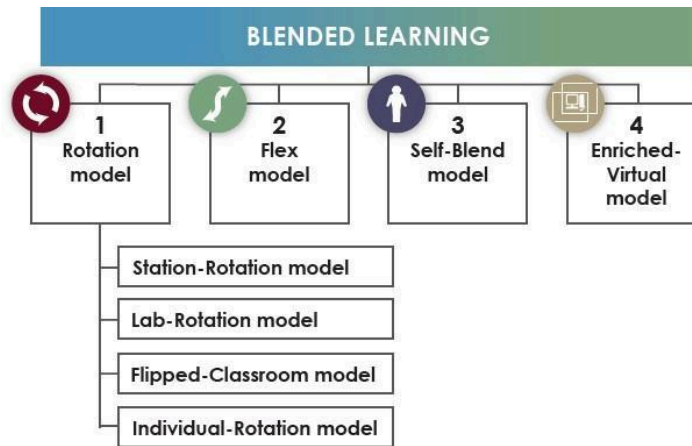 BLENDED LEARNING
1
Rotation
model
2
Flex
model
3
Self-Blend
model
4
Enriched-
Virtual
model
Station-Rotation model
Lab-Rotation model
Flipped-Classroom model
Individual-Rotation model